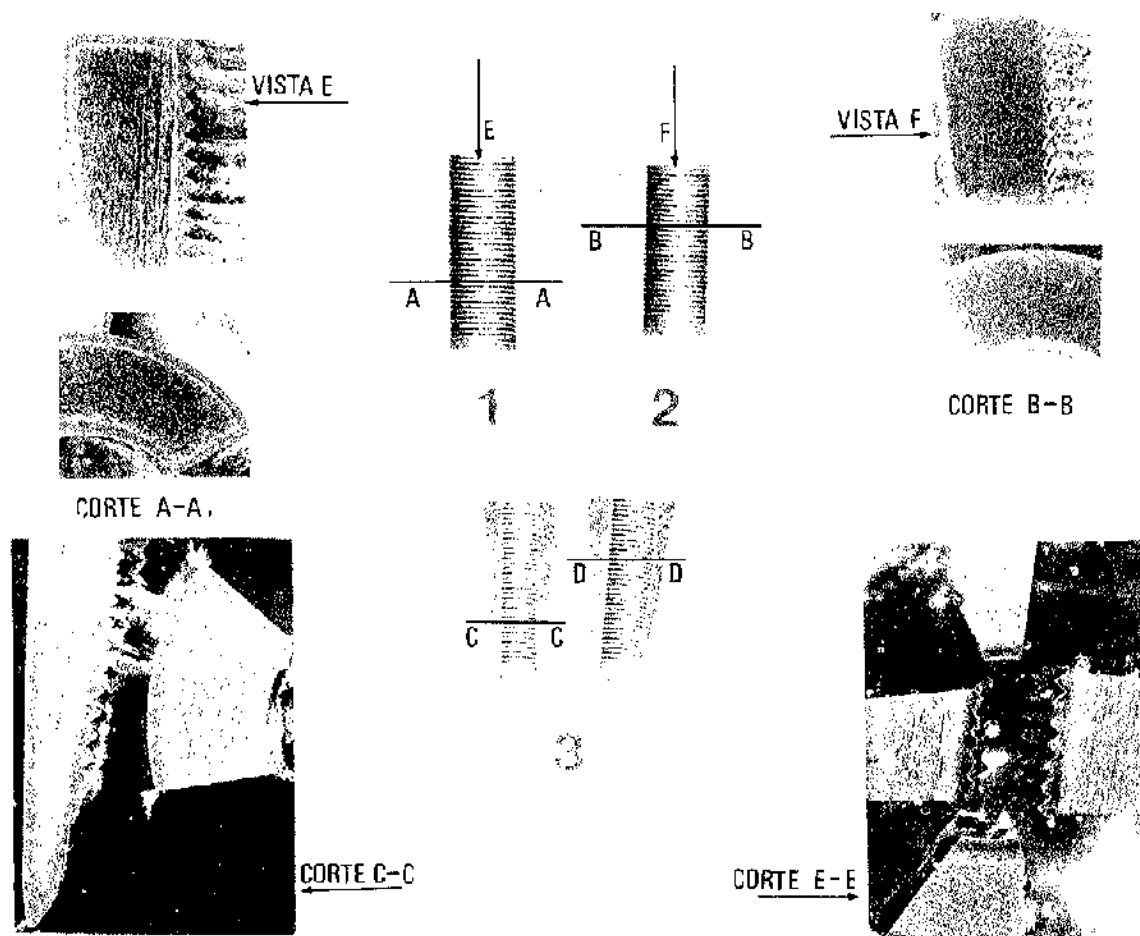 VISTA E
E
F
VISTA F
B B
A A
1
2
CORTE B-B
CORTE A-A
D D
C C
3
CORTE C-C
CORTE E-E